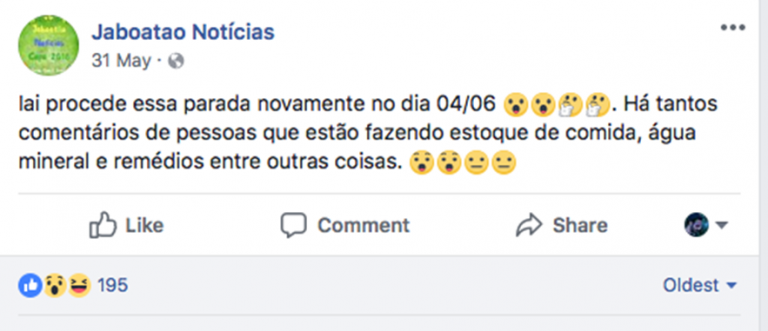 Jaboatao Notícias
31 May ·
Iai procede essa parada novamente no dia 04/06 😮😮🤔🤔. Há tantos
comentários de pessoas que estão fazendo estoque de comida, água
mineral e remédios entre outras coisas. 😲😲😐😐
Like Comment Share
195 Oldest